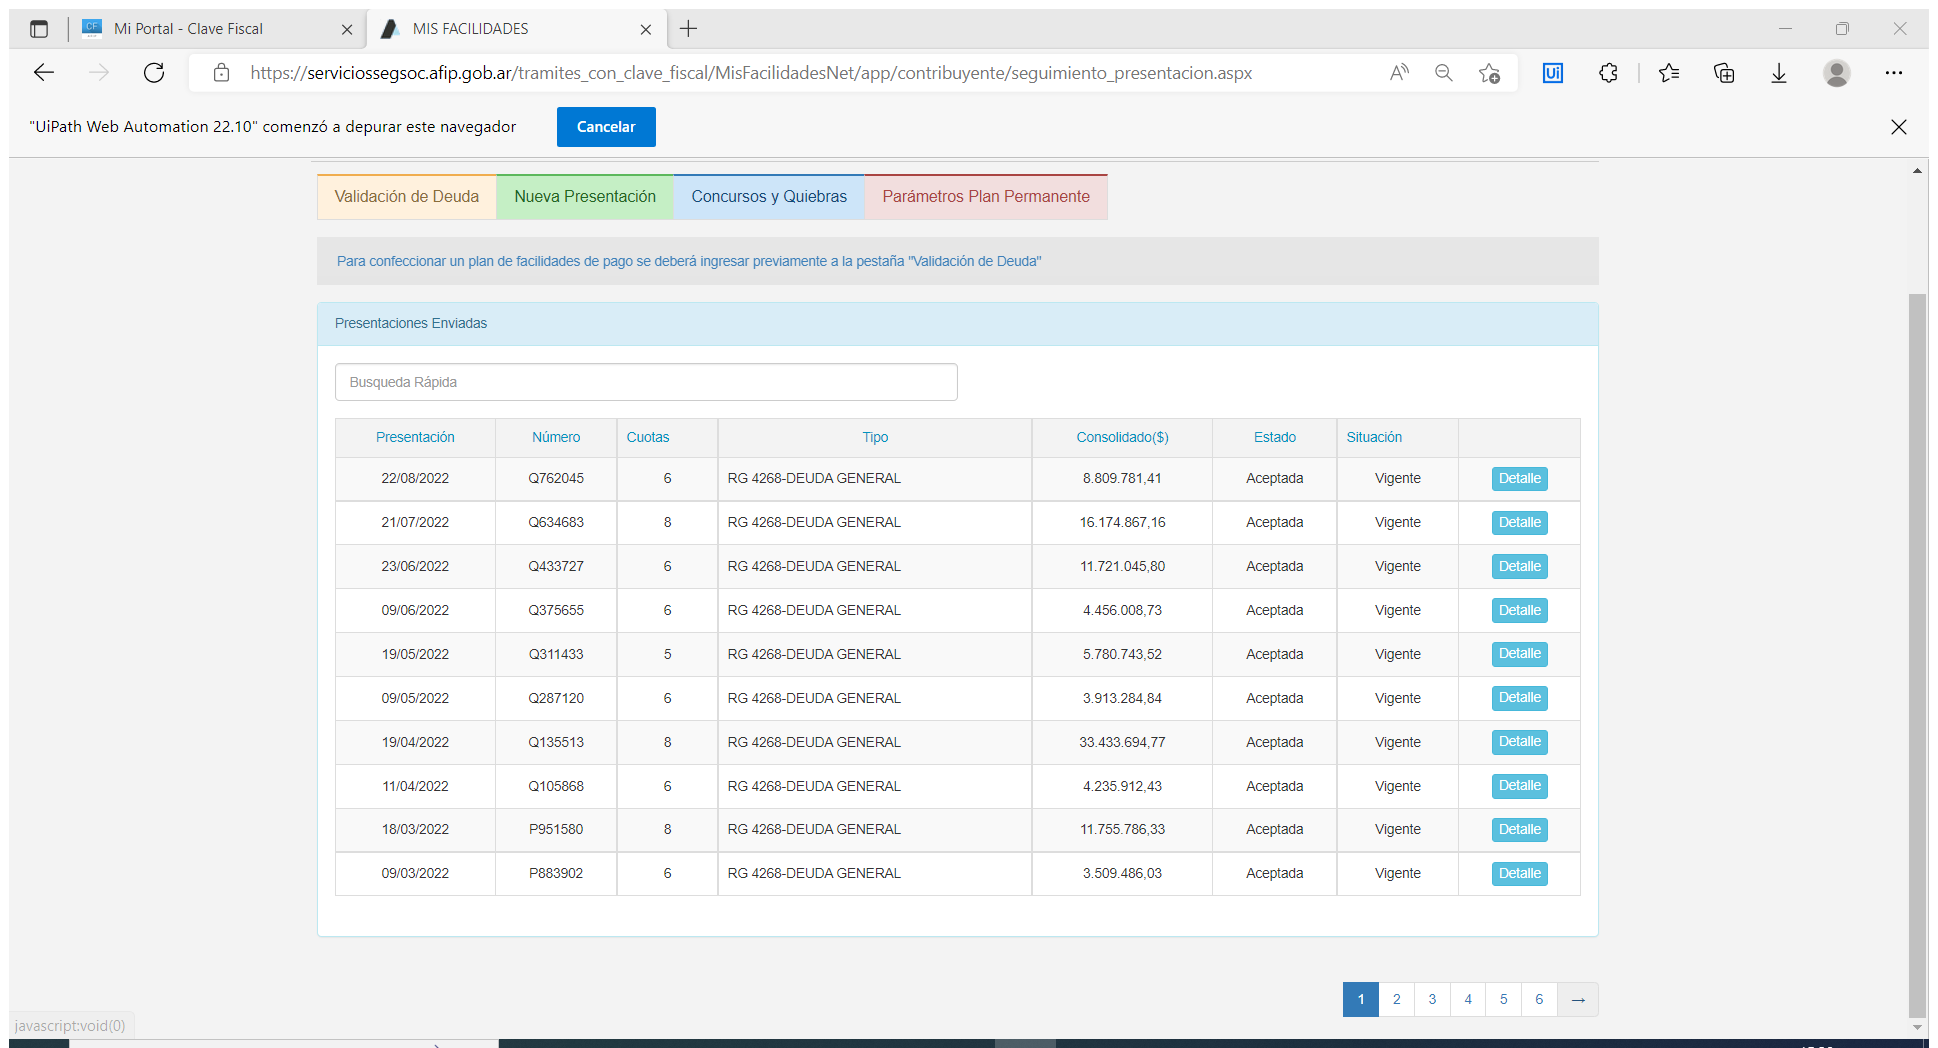 Mi Portal - Clave Fiscal
MIS FACILIDADES
https://serviciossegsoc.afip.gob.ar/tramites_con_clave_fiscal/MisFacilidadesNet/app/contribuyente/seguimiento_presentacion.aspx
"UiPath Web Automation 22.10" comenzó a depurar este navegador Cancelar
Validación de Deuda Nueva Presentación Concursos y Quiebras Parámetros Plan Permanente
Para confeccionar un plan de facilidades de pago se deberá ingresar previamente a la pestaña "Validación de Deuda"
Presentaciones Enviadas
Busqueda Rápida
Presentación Número Cuotas Tipo Consolidado($) Estado Situación
22/08/2022 Q762045 6 RG 4268-DEUDA GENERAL 8.809.781,41 Aceptada Vigente Detalle
21/07/2022 Q634683 8 RG 4268-DEUDA GENERAL 16.174.867,16 Aceptada Vigente Detalle
23/06/2022 Q433727 6 RG 4268-DEUDA GENERAL 11.721.045,80 Aceptada Vigente Detalle
09/06/2022 Q375655 6 RG 4268-DEUDA GENERAL 4.456.008,73 Aceptada Vigente Detalle
19/05/2022 Q311433 5 RG 4268-DEUDA GENERAL 5.780.743,52 Aceptada Vigente Detalle
09/05/2022 Q287120 6 RG 4268-DEUDA GENERAL 3.913.284,84 Aceptada Vigente Detalle
19/04/2022 Q135513 8 RG 4268-DEUDA GENERAL 33.433.694,77 Aceptada Vigente Detalle
11/04/2022 Q105868 6 RG 4268-DEUDA GENERAL 4.235.912,43 Aceptada Vigente Detalle
18/03/2022 P951580 8 RG 4268-DEUDA GENERAL 11.755.786,33 Aceptada Vigente Detalle
09/03/2022 P883902 6 RG 4268-DEUDA GENERAL 3.509.486,03 Aceptada Vigente Detalle
1 2 3 4 5 6 →
javascript:void(0)